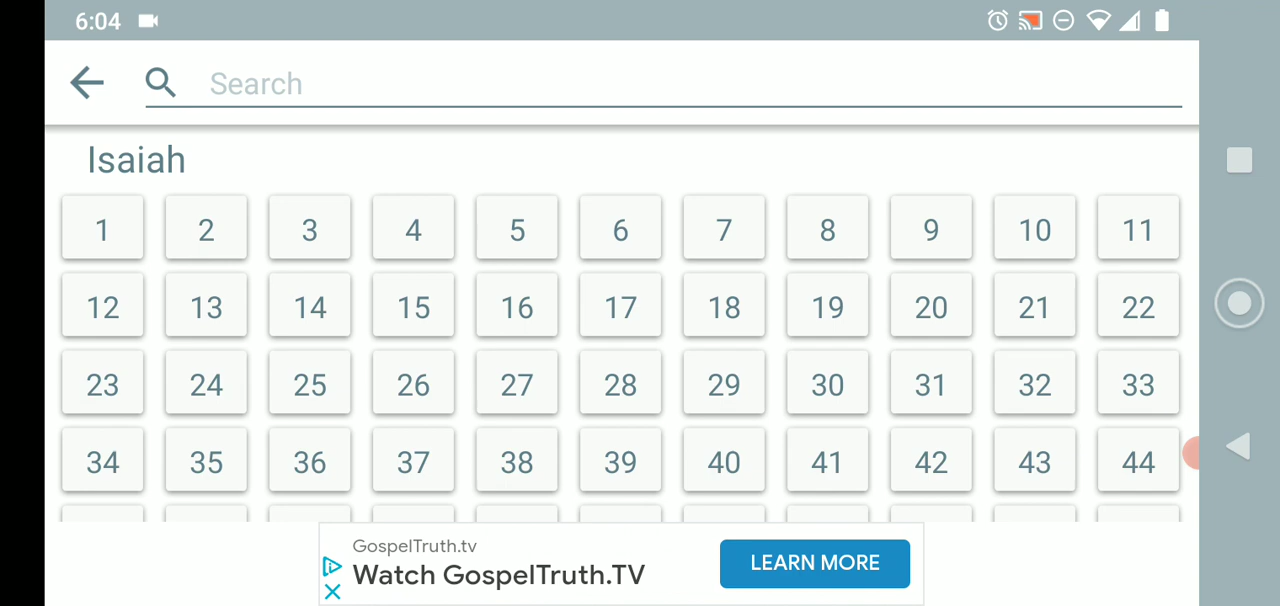 6:04
Search
Isaiah
1 2 3 4 5 6 7 8 9 10 11
12 13 14 15 16 17 18 19 20 21 22
23 24 25 26 27 28 29 30 31 32 33
34 35 36 37 38 39 40 41 42 43 44
GospelTruth.tv
Watch GospelTruth.TV
LEARN MORE